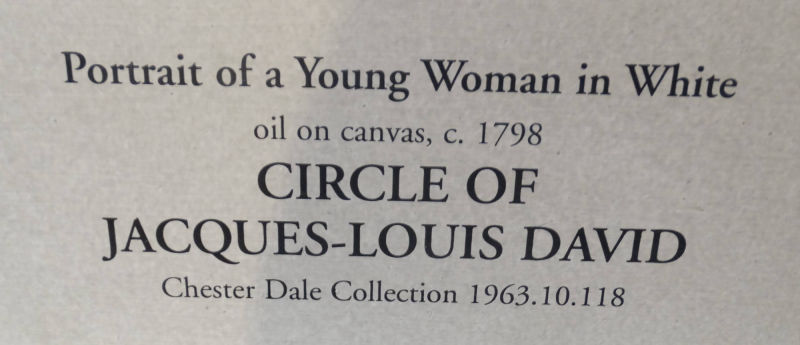 Portrait of a Young Woman in White
oil on canvas, c. 1798
CIRCLE OF
JACQUES-LOUIS DAVID
Chester Dale Collection 1963.10.118